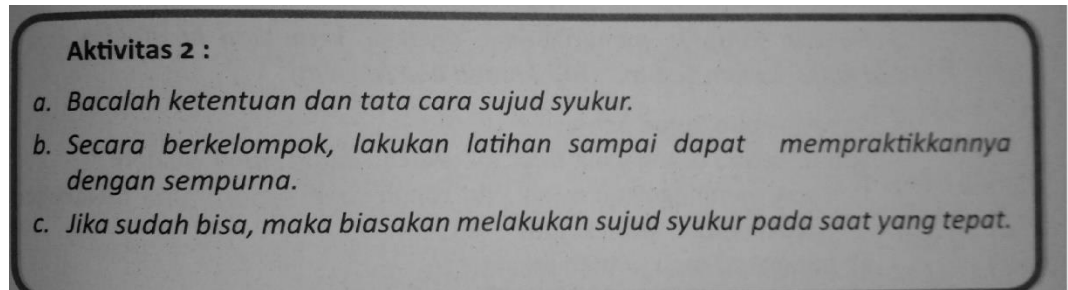 Aktivitas 2 :
a. Bacalah ketentuan dan tata cara sujud syukur.
b. Secara berkelompok, lakukan latihan sampai dapat mempraktikkannya
dengan sempurna.
c. Jika sudah bisa, maka biasakan melakukan sujud syukur pada saat yang tepat.